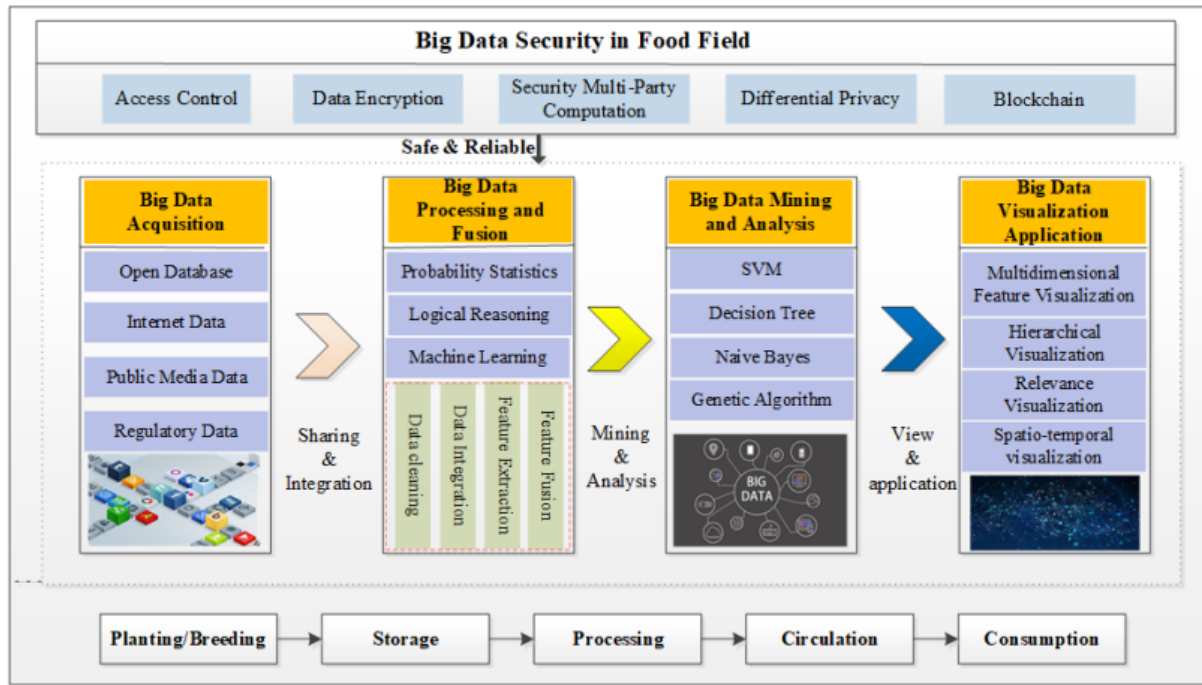 Big Data Security in Food Field
Access Control
Data Encryption
Security Multi-Party
Computation
Differential Privacy
Blockchain
Safe & Reliable
Big Data
Acquisition
Open Database
Internet Data
Public Media Data
Regulatory Data
Sharing
&
Integration
Big Data
Processing and
Fusion
Probability Statistics
Logical Reasoning
Machine Learning
Data cleaning
Data Integration
Feature Extraction
Feature Fusion
Mining
&
Analysis
Big Data Mining
and Analysis
SVM
Decision Tree
Naive Bayes
Genetic Algorithm
BIG
DATA
View
&
application
Big Data
Visualization
Application
Multidimensional
Feature Visualization
Hierarchical
Visualization
Relevance
Visualization
Spatio-temporal
visualization
Planting/Breeding
Storage
Processing
Circulation
Consumption